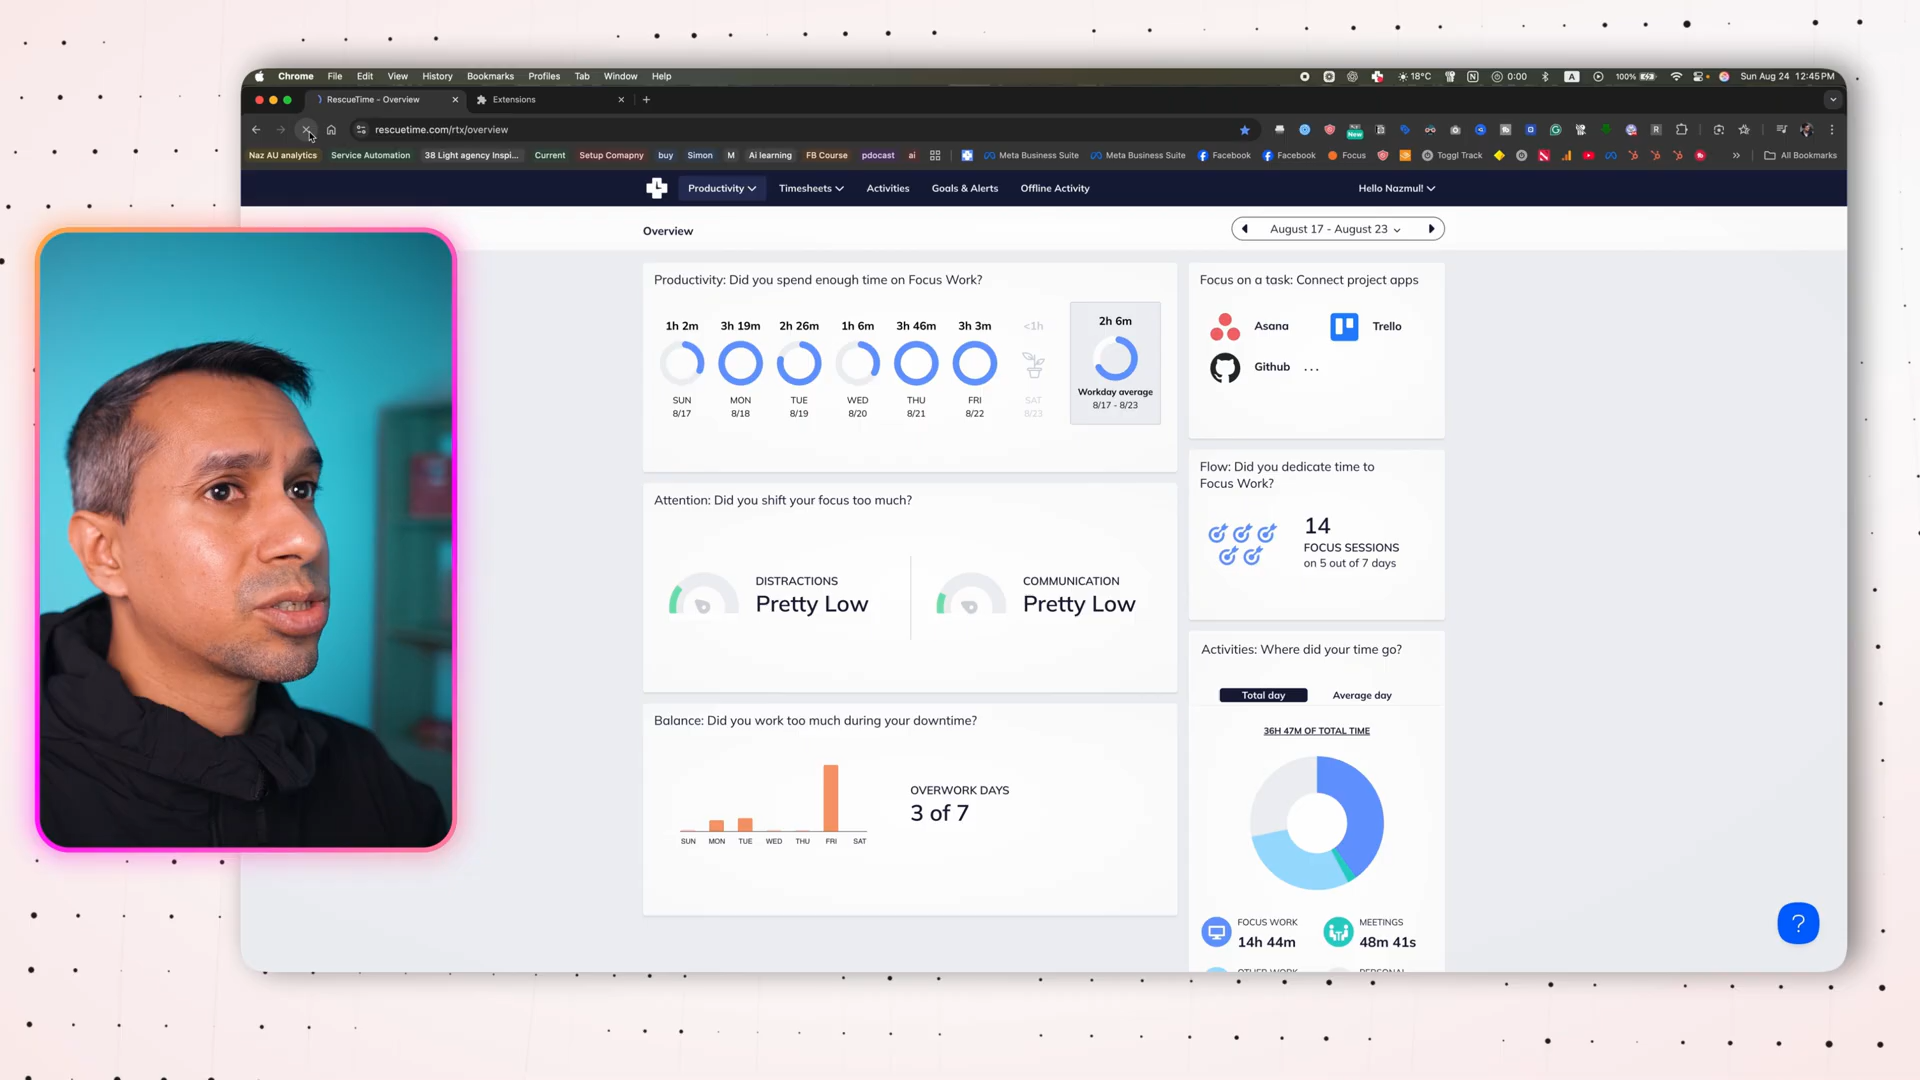 Chrome File Edit View History Bookmarks Profiles Tab Window Help
18°C
0:00
A
100%
Sun Aug 24 12:45 PM
RescueTime - Overview
Extensions
rescuetime.com/rtx/overview
New
Naz AU analytics
Service Automation
38 Light agency Inspi...
Current
Setup Comapny
buy
Simon
M
Ai learning
FB Course
pdocast
ai
Meta Business Suite
Meta Business Suite
Facebook
Facebook
Focus
Toggl Track
All Bookmarks
Productivity
Timesheets
Activities
Goals & Alerts
Offline Activity
Hello Nazmul!
Overview
August 17 - August 23
Productivity: Did you spend enough time on Focus Work?
1h 2m 3h 19m 2h 26m 1h 6m 3h 46m 3h 3m <1h
SUN MON TUE WED THU FRI SAT
8/17 8/18 8/19 8/20 8/21 8/22 8/23
2h 6m
Workday average
8/17 - 8/23
Focus on a task: Connect project apps
Asana
Trello
Github ...
Attention: Did you shift your focus too much?
DISTRACTIONS
Pretty Low
COMMUNICATION
Pretty Low
Flow: Did you dedicate time to
Focus Work?
14
FOCUS SESSIONS
on 5 out of 7 days
Balance: Did you work too much during your downtime?
OVERWORK DAYS
3 of 7
SUN MON TUE WED THU FRI SAT
Activities: Where did your time go?
Total day
Average day
36H 47M OF TOTAL TIME
FOCUS WORK
14h 44m
MEETINGS
48m 41s
OTHER WORK
PERSONAL
?